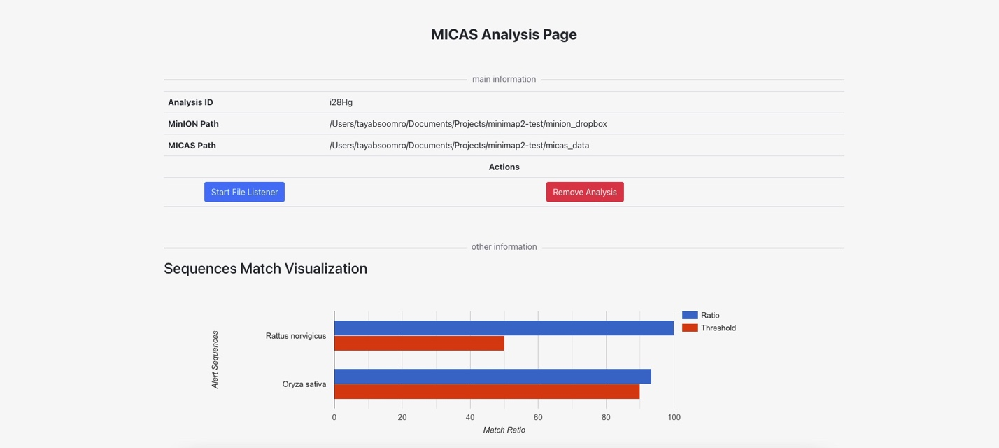 MICAS Analysis Page
main information
Analysis ID i28Hg
MinION Path /Users/tayabsoomro/Documents/Projects/minimap2-test/minion_dropbox
MICAS Path /Users/tayabsoomro/Documents/Projects/minimap2-test/micas_data
Actions
Start File Listener Remove Analysis
other information
Sequences Match Visualization
Ratio
Threshold
Alert Sequences
Rattus norvigicus
Oryza sativa
0 20 40 60 80 100
Match Ratio